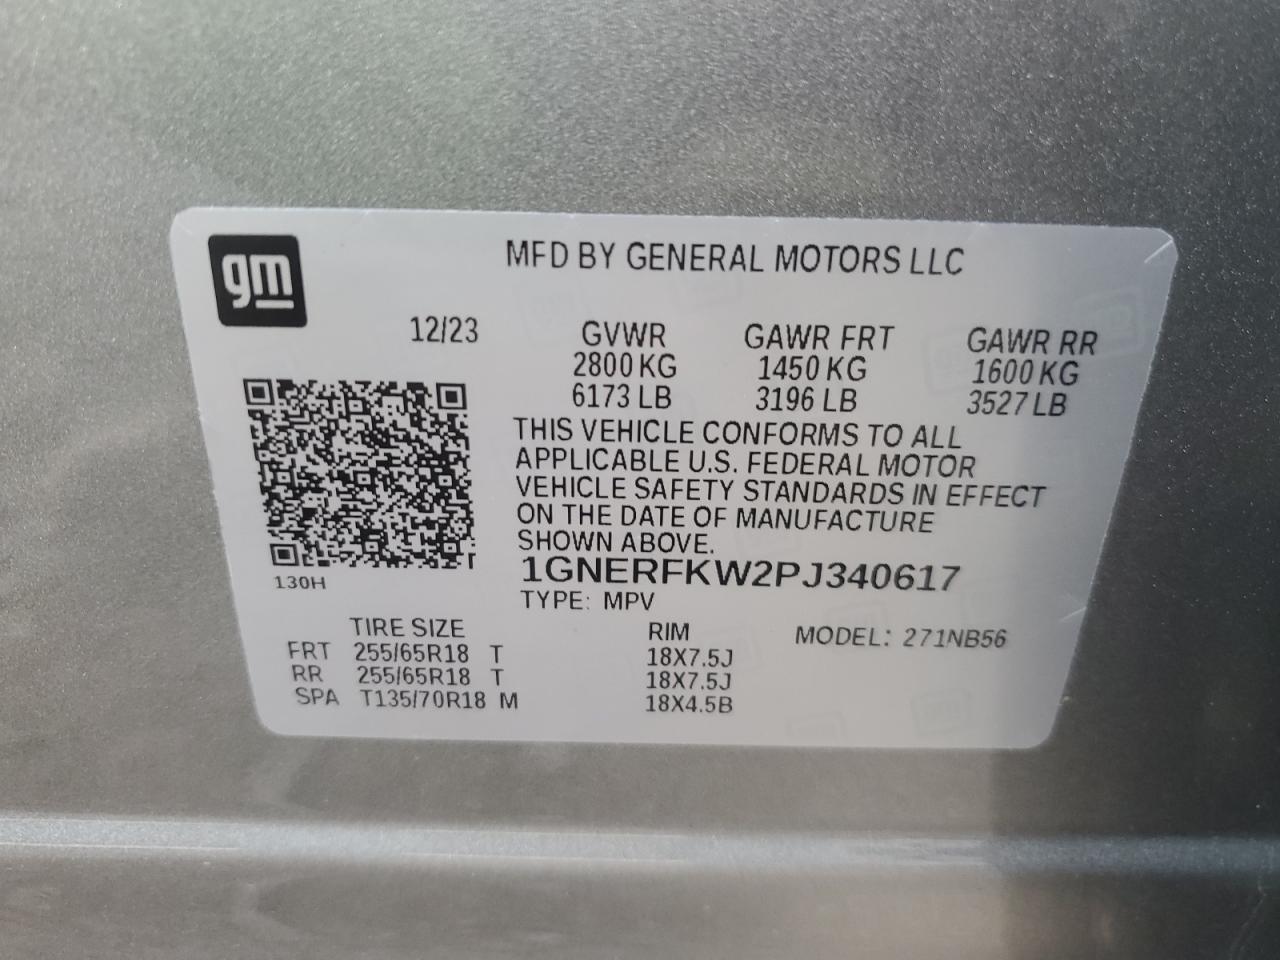 gm
MFD BY GENERAL MOTORS LLC
12/23 GVWR GAWR FRT GAWR RR
2800 KG 1450 KG 1600 KG
6173 LB 3196 LB 3527 LB
THIS VEHICLE CONFORMS TO ALL
APPLICABLE U.S. FEDERAL MOTOR
VEHICLE SAFETY STANDARDS IN EFFECT
ON THE DATE OF MANUFACTURE
SHOWN ABOVE.
130H
1GNERFKW2PJ340617
TYPE: MPV
TIRE SIZE RIM MODEL: 271NB56
FRT 255/65R18 T 18X7.5J
RR 255/65R18 T 18X7.5J
SPA T135/70R18 M 18X4.5B